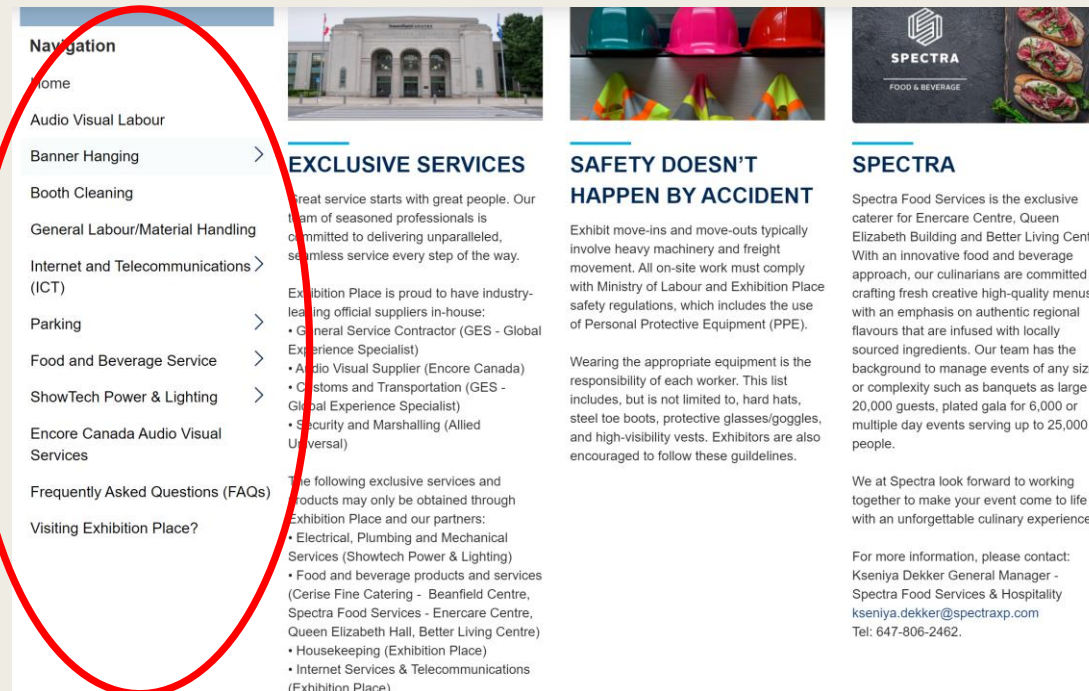 Navigation
Home
Audio Visual Labour
Banner Hanging
Booth Cleaning
General Labour/Material Handling
Internet and Telecommunications
(ICT)
Parking
Food and Beverage Service
ShowTech Power & Lighting
Encore Canada Audio Visual
Services
Frequently Asked Questions (FAQs)
Visiting Exhibition Place?
EXCLUSIVE SERVICES
Great service starts with great people. Our
team of seasoned professionals is
committed to delivering unparalleled,
seamless service every step of the way.
Exhibition Place is proud to have industry-
leading official suppliers in-house:
• General Service Contractor (GES - Global
Experience Specialist)
• Audio Visual Supplier (Encore Canada)
• Customs and Transportation (GES -
Global Experience Specialist)
• Security and Marshalling (Allied
Universal)
The following exclusive services and
products may only be obtained through
Exhibition Place and our partners:
• Electrical, Plumbing and Mechanical
Services (Showtech Power & Lighting)
• Food and beverage products and services
(Cerise Fine Catering - Beanfield Centre,
Spectra Food Services - Enercare Centre,
Queen Elizabeth Hall, Better Living Centre)
• Housekeeping (Exhibition Place)
• Internet Services & Telecommunications
(Exhibition Place)
SAFETY DOESN'T
HAPPEN BY ACCIDENT
Exhibit move-ins and move-outs typically
involve heavy machinery and freight
movement. All on-site work must comply
with Ministry of Labour and Exhibition Place
safety regulations, which includes the use
of Personal Protective Equipment (PPE).
Wearing the appropriate equipment is the
responsibility of each worker. This list
includes, but is not limited to, hard hats,
steel toe boots, protective glasses/goggles,
and high-visibility vests. Exhibitors are also
encouraged to follow these guildelines.
SPECTRA
FOOD & BEVERAGE
SPECTRA
Spectra Food Services is the exclusive
caterer for Enercare Centre, Queen
Elizabeth Building and Better Living Cent
With an innovative food and beverage
approach, our culinarians are committed
crafting fresh creative high-quality menus
with an emphasis on authentic regional
flavours that are infused with locally
sourced ingredients. Our team has the
background to manage events of any siz
or complexity such as banquets as large
20,000 guests, plated gala for 6,000 or
multiple day events serving up to 25,000
people.
We at Spectra look forward to working
together to make your event come to life
with an unforgettable culinary experience
For more information, please contact:
Kseniya Dekker General Manager -
Spectra Food Services & Hospitality
kseniya.dekker@spectraxp.com
Tel: 647-806-2462.